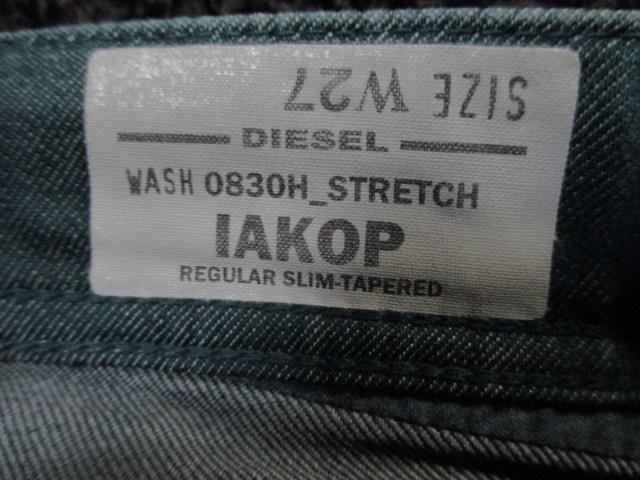 SIZE W27
DIESEL
WASH 0830H_STRETCH
IAKOP
REGULAR SLIM-TAPERED